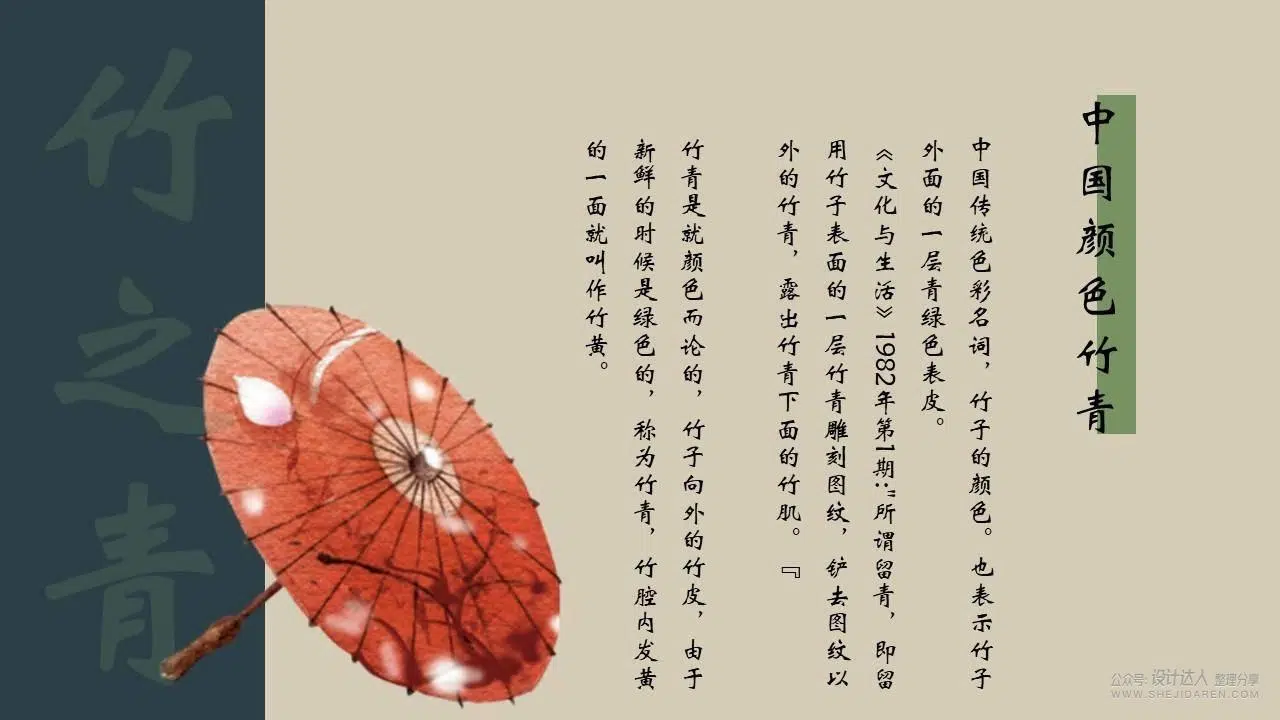 中国颜色竹青
中国传统色彩名词，竹子的颜色。也表示竹子
外面的一层青绿色表皮。
《文化与生活》1982年第1期:"所谓留青，即留
用竹子表面的一层竹青雕刻图纹，铲去图纹以
外的竹青，露出竹青下面的竹肌。『
竹青是就颜色而论的，竹子向外的竹皮，由于
新鲜的时候是绿色的，称为竹青，竹腔内发黄
的一面就叫作竹黄。
竹之青
公众号: 设计达人 整理分享
WWW.SHEJIDAREN.COM